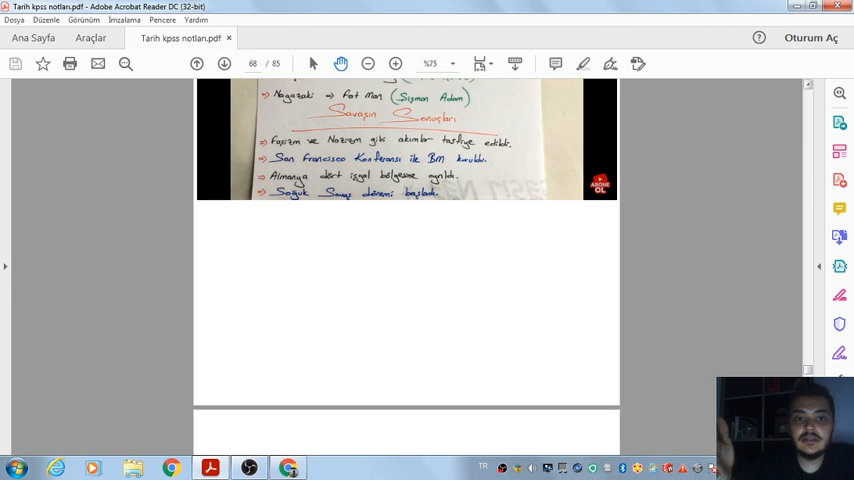 Tarih kpss notları.pdf - Adobe Acrobat Reader DC (32-bit)
Dosya Düzenle Görünüm İmzalama Pencere Yardım
Ana Sayfa Araçlar Tarih kpss notları.pdf Oturum Aç
68 / 85 %75
Nagazaki ⇒ Fat Man (Şişman Adam)
Savaşın Sonuçları
⇒ Faşizm ve Nazizm gibi akımlar tasfiye edildi.
⇒ San Francisco Konferansı ile BM kuruldu.
⇒ Almanya dört işgal bölgesine ayrıldı.
⇒ Soğuk Savaş dönemi başladı.
ABONE
OL
TR